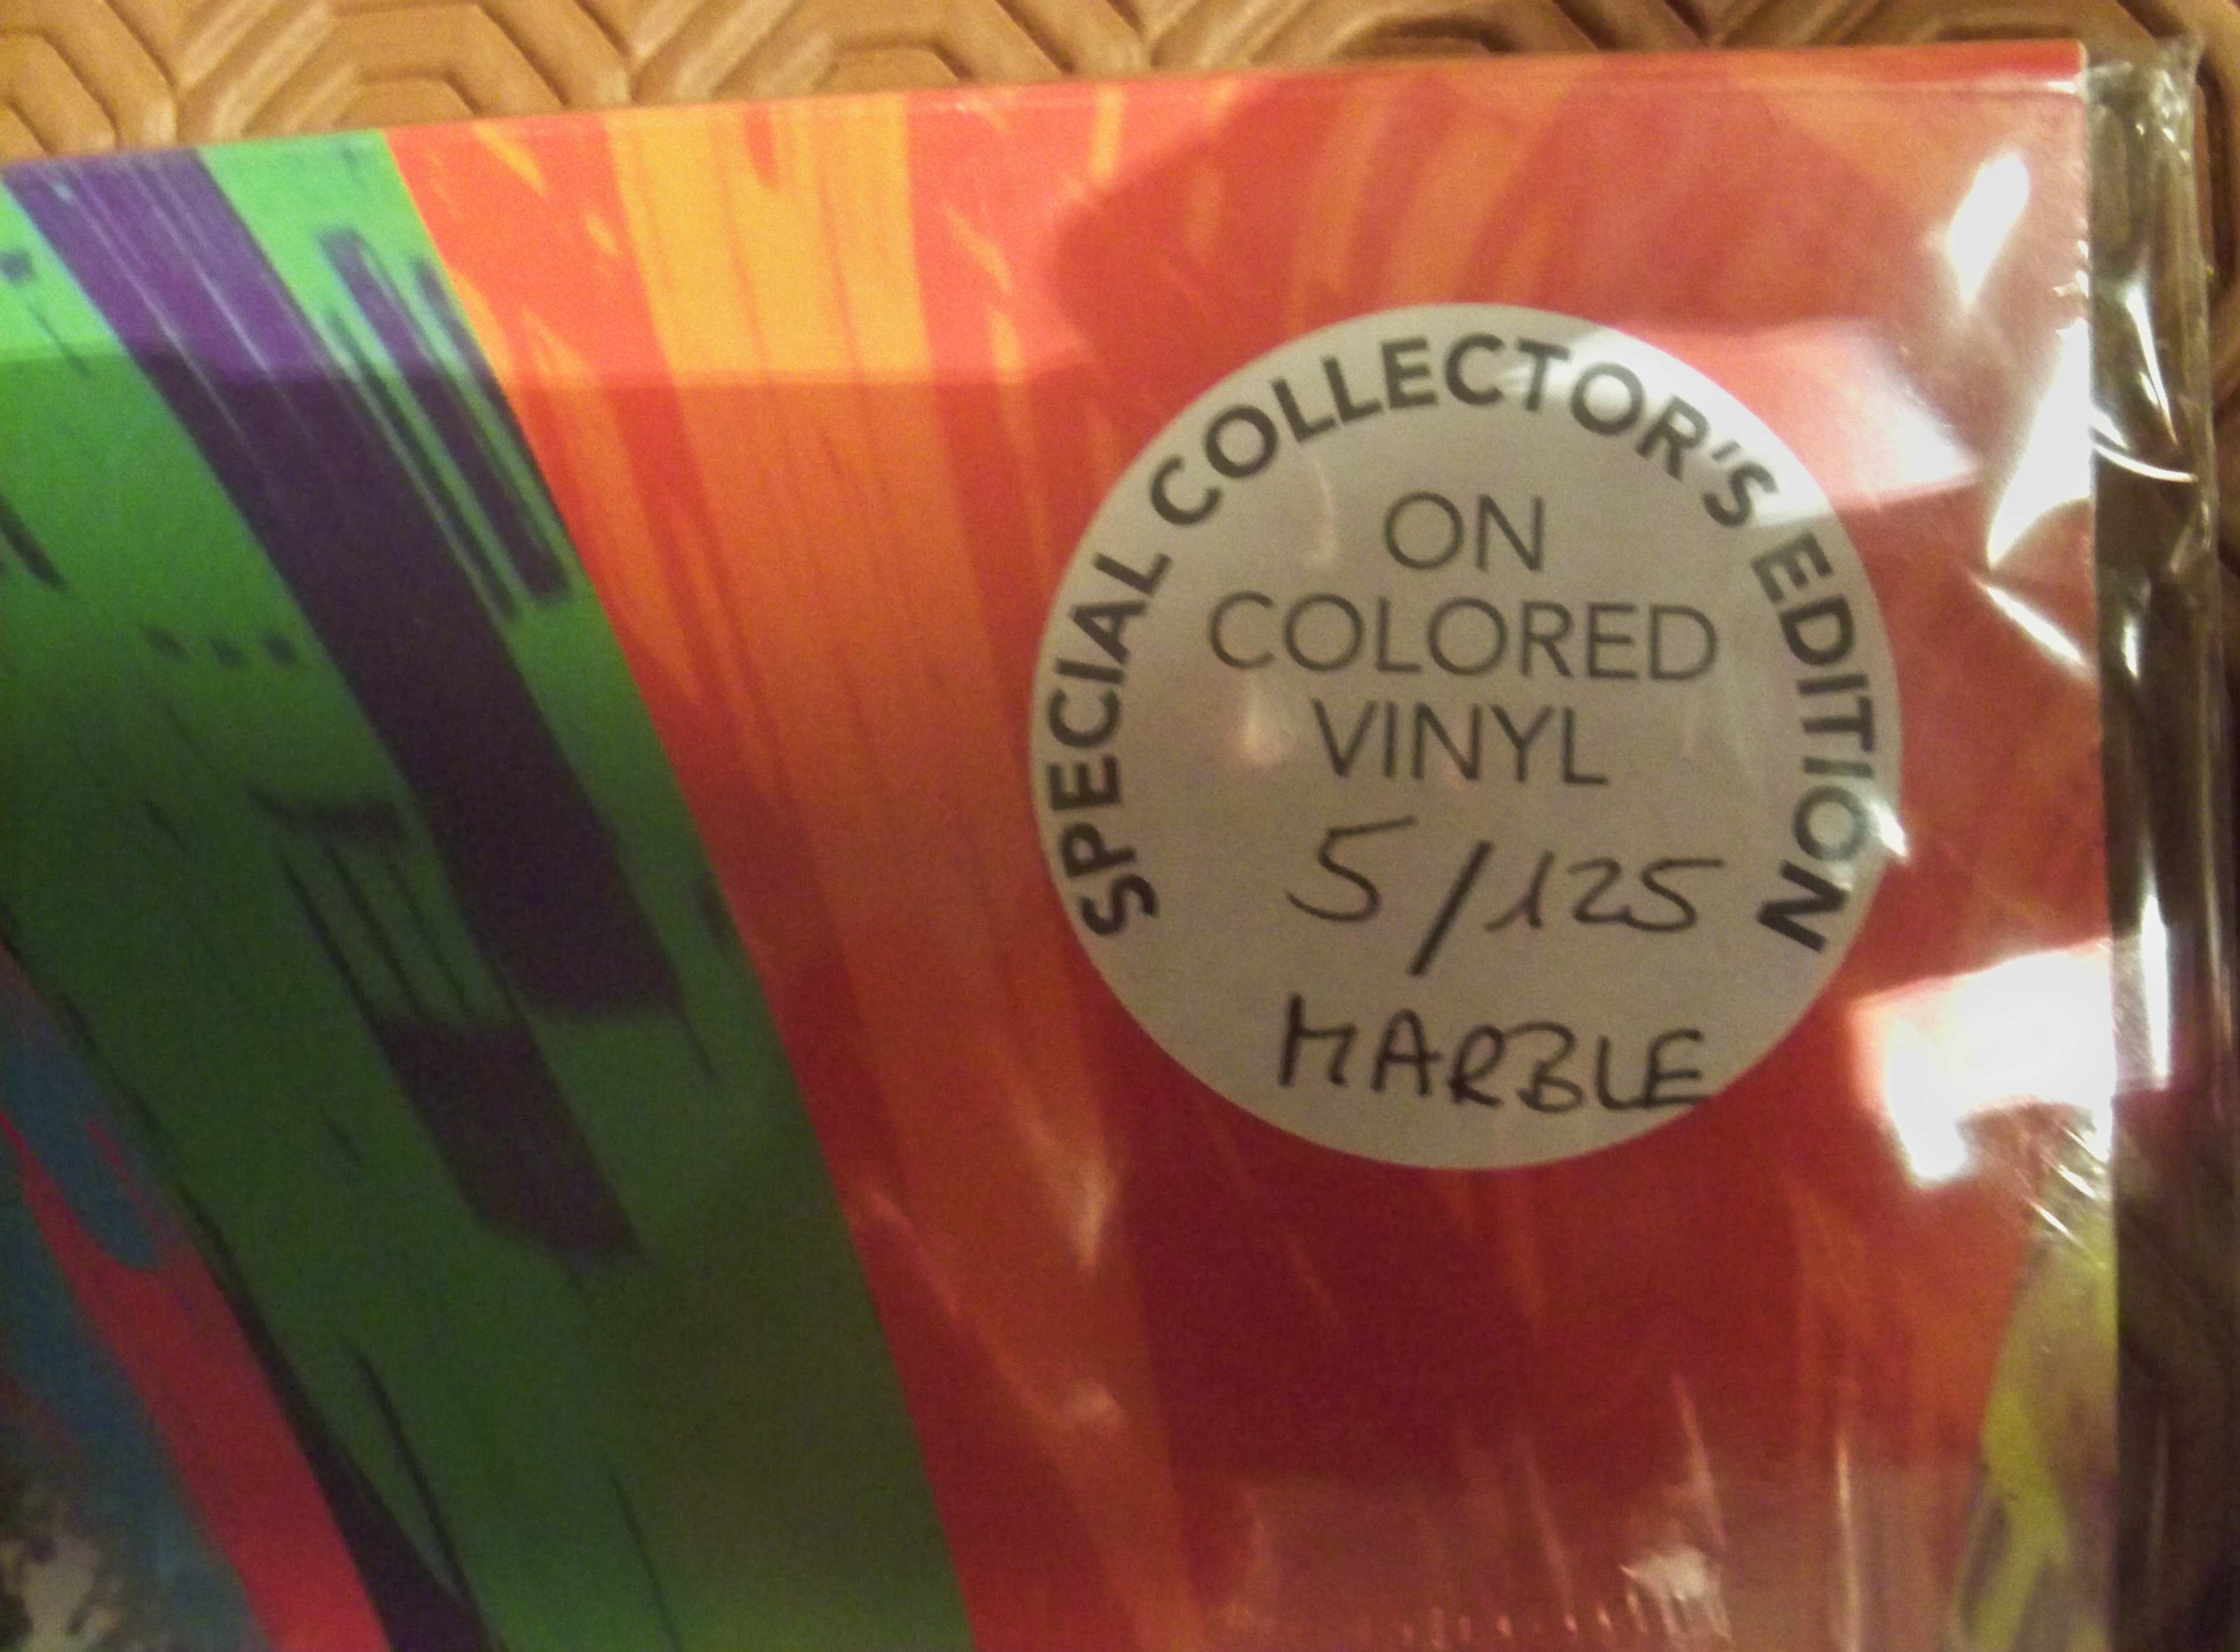 SPECIAL COLLECTOR'S EDITION
ON
COLORED
VINYL
5/125
MARBLE